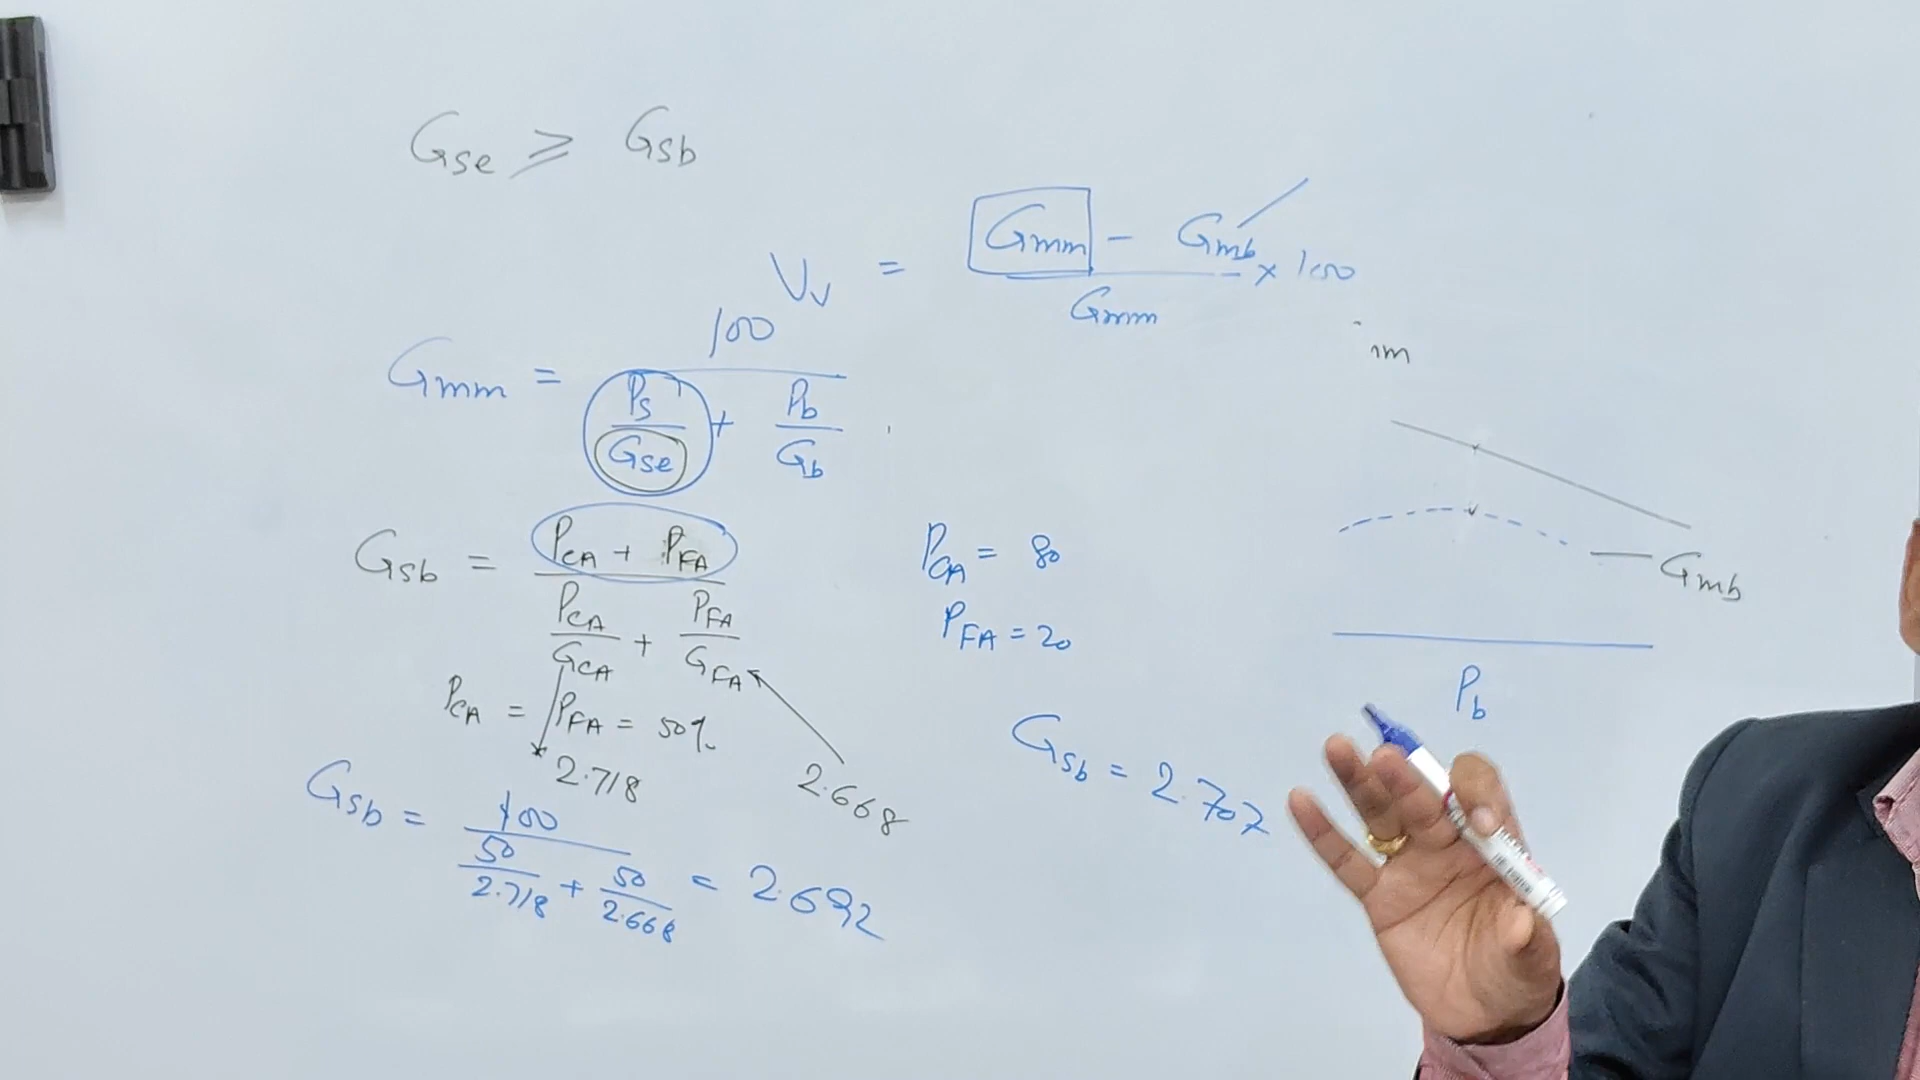 Gse ≥ Gsb
Vv = Gmm - Gmb / Gmm × 100
Gmm = 100 / Ps/Gse + Pb/Gb
Gsb = PCA + PFA / PCA/GCA + PFA/GFA
PCA = PFA = 50%
2.718
2.668
Gsb = 100 / 50/2.718 + 50/2.668 = 2.692
PCA = 80
PFA = 20
Gsb = 2.707
Gmb
Pb